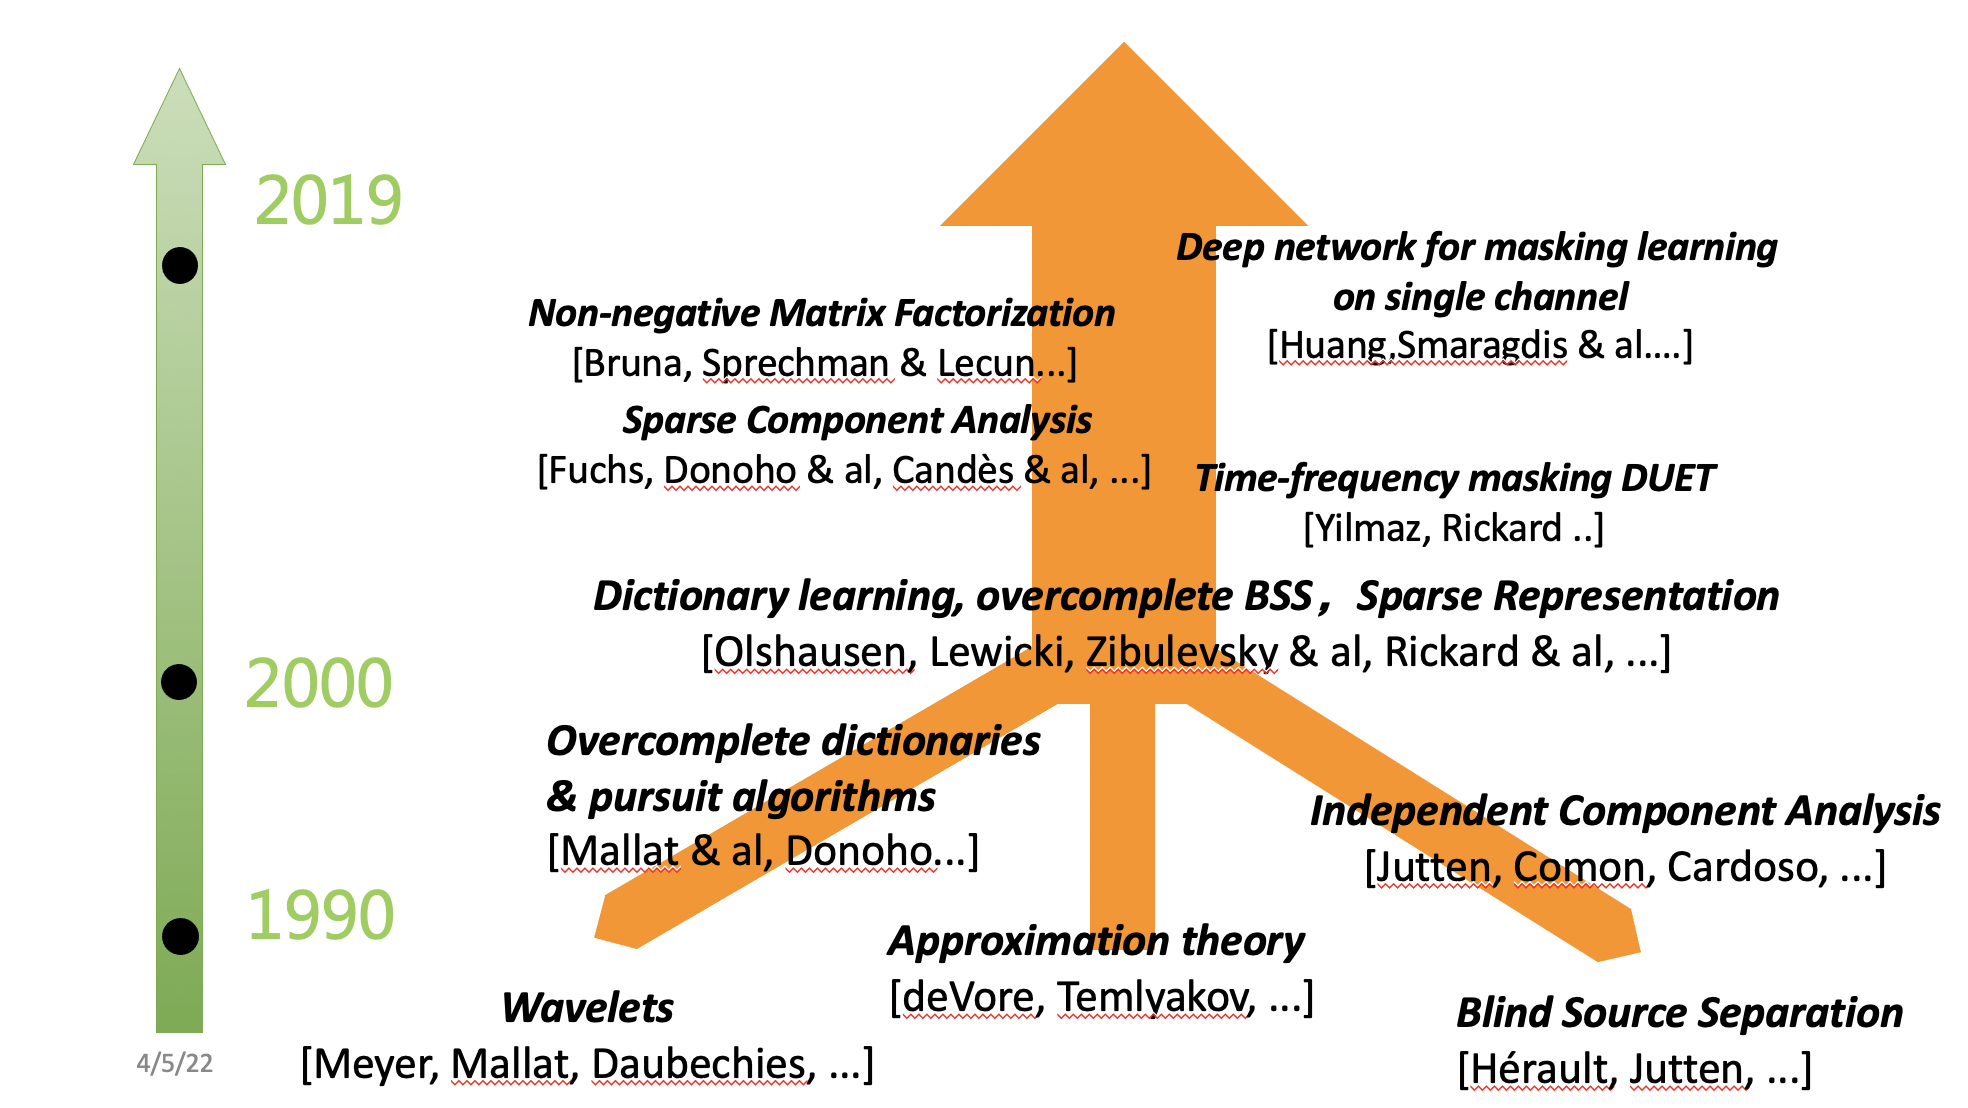 2019
Deep network for masking learning
on single channel
[Huang,Smaragdis & al....]
Non-negative Matrix Factorization
[Bruna, Sprechman & Lecun...]
Sparse Component Analysis
[Fuchs, Donoho & al, Candès & al, ...]
Time-frequency masking DUET
[Yilmaz, Rickard ..]
Dictionary learning, overcomplete BSS，Sparse Representation
[Olshausen, Lewicki, Zibulevsky & al, Rickard & al, ...]
2000
Overcomplete dictionaries
& pursuit algorithms
[Mallat & al, Donoho...]
Independent Component Analysis
[Jutten, Comon, Cardoso, ...]
1990
Approximation theory
[deVore, Temlyakov, ...]
Wavelets
[Meyer, Mallat, Daubechies, ...]
Blind Source Separation
[Hérault, Jutten, ...]
4/5/22